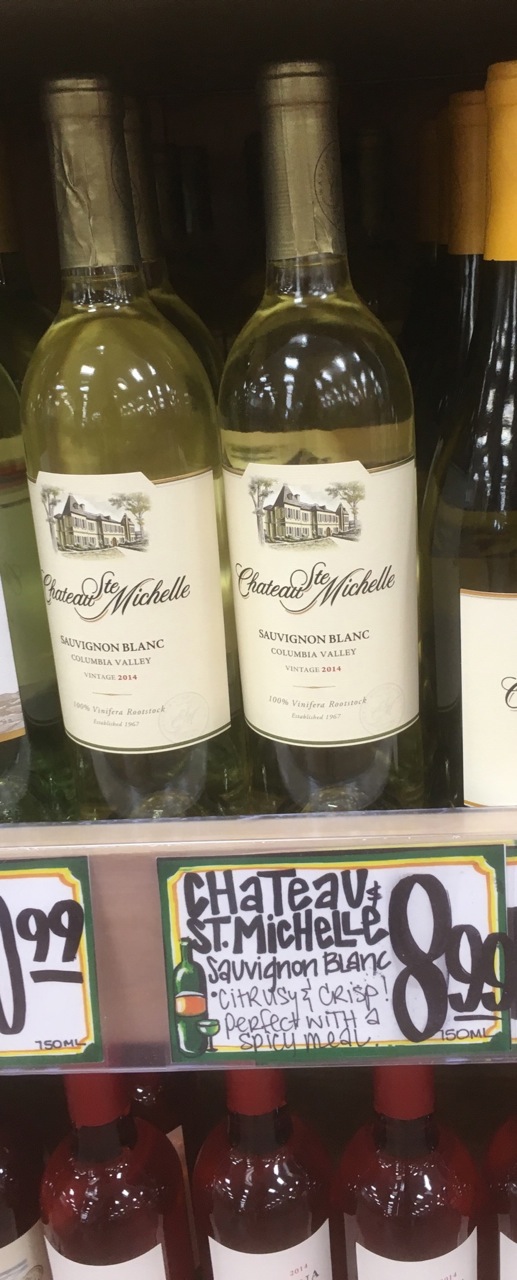 Chateau Ste Michelle
SAUVIGNON BLANC
COLUMBIA VALLEY
VINTAGE 2014
100% Vinifera Rootstock
Established 1967
Chateau Ste Michelle
SAUVIGNON BLANC
COLUMBIA VALLEY
VINTAGE 2014
100% Vinifera Rootstock
Established 1967
99
750ML
CHaTeaU &
ST. MicHeLLe
Sauvignon BLanc
• CiTRUSy & CRisp!
perfect WiTH a
spicy meal...
8.99
750ML
2014
2014